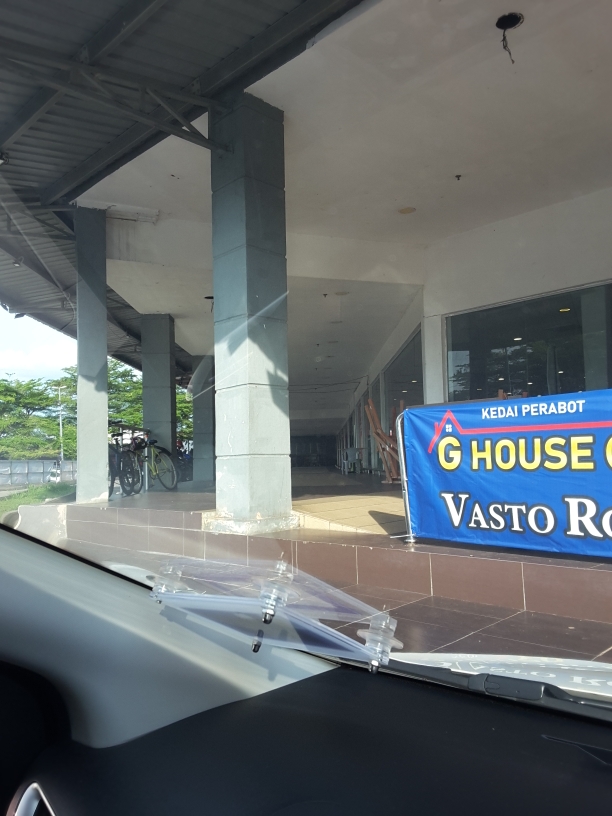 KEDAI PERABOT
G HOUSE
VASTO